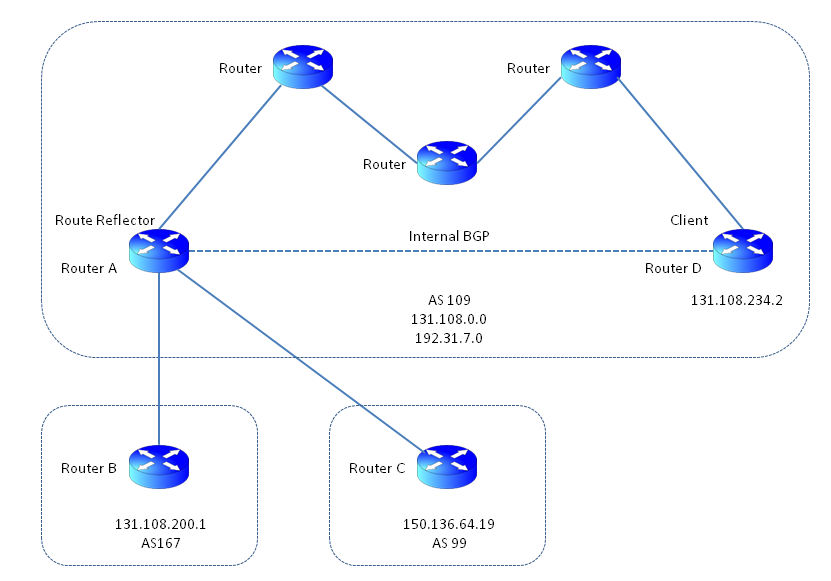 Router
Router
Router
Route Reflector
Client
Internal BGP
Router A
Router D
AS 109
131.108.234.2
131.108.0.0
192.31.7.0
Router B
Router C
131.108.200.1
AS167
150.136.64.19
AS 99